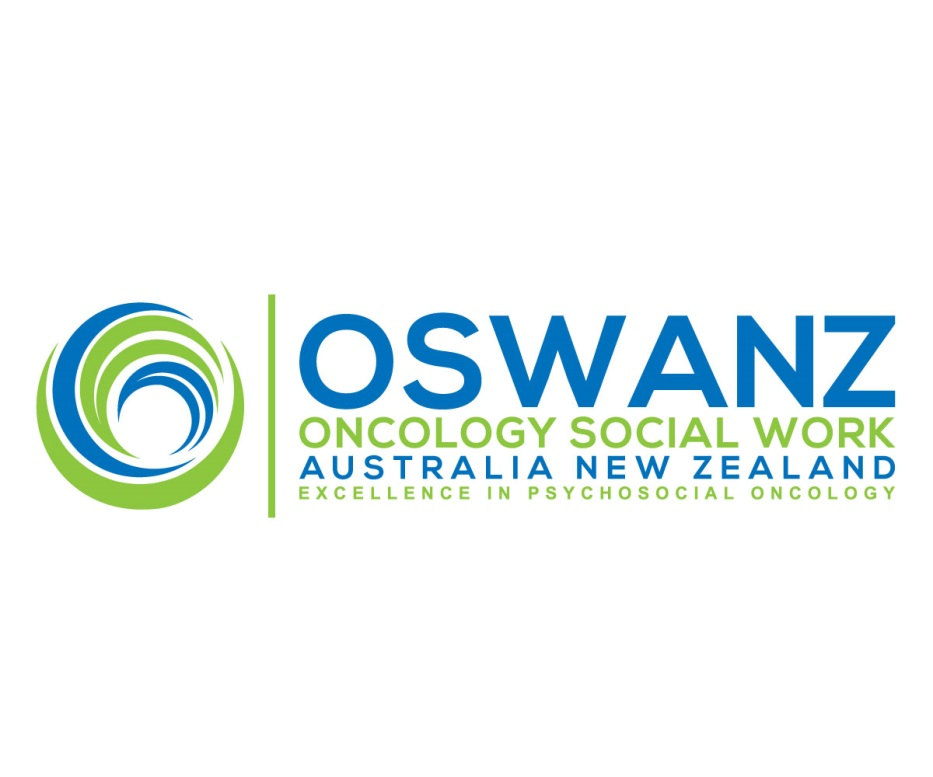 OSWANZ
ONCOLOGY SOCIAL WORK
AUSTRALIA NEW ZEALAND
EXCELLENCE IN PSYCHOSOCIAL ONCOLOGY